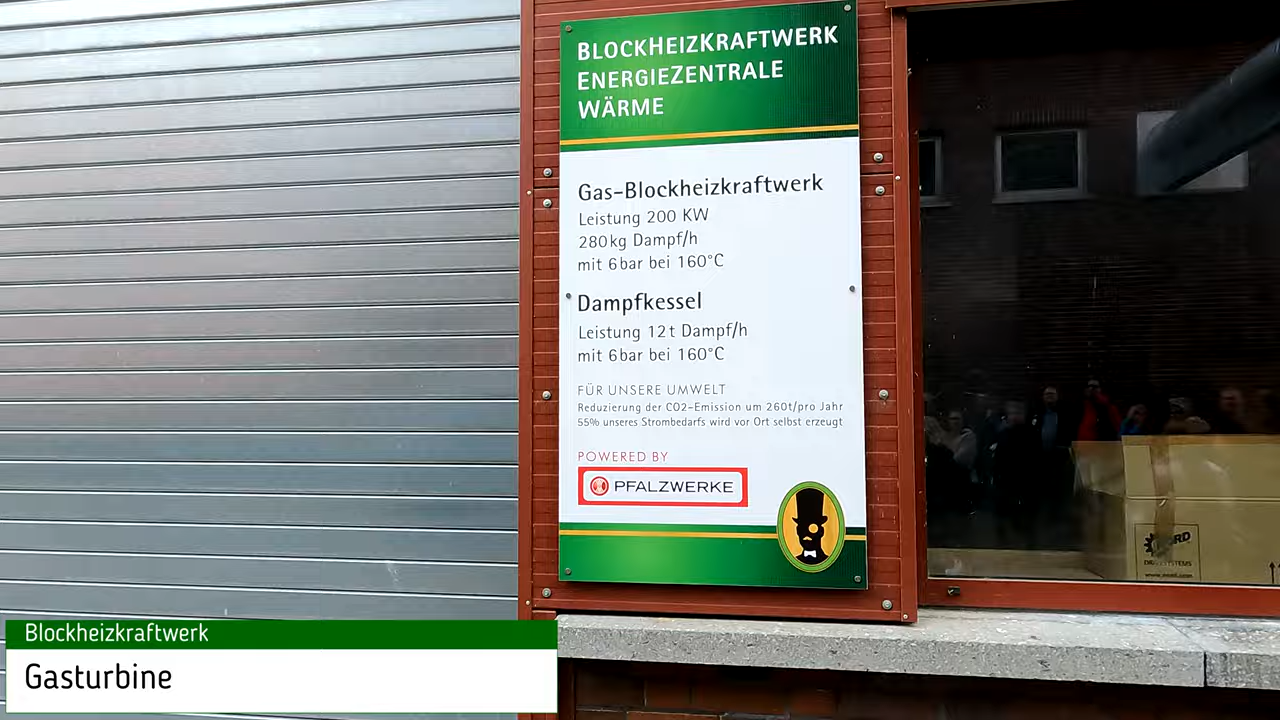 BLOCKHEIZKRAFTWERK
ENERGIEZENTRALE
WÄRME
Gas-Blockheizkraftwerk
Leistung 200 KW
280kg Dampf/h
mit 6bar bei 160°C
Dampfkessel
Leistung 12t Dampf/h
mit 6bar bei 160°C
FÜR UNSERE UMWELT
Reduzierung der CO2-Emission um 260t/pro Jahr
55% unseres Strombedarfs wird vor Ort selbst erzeugt
POWERED BY
PFALZWERKE
Blockheizkraftwerk
Gasturbine